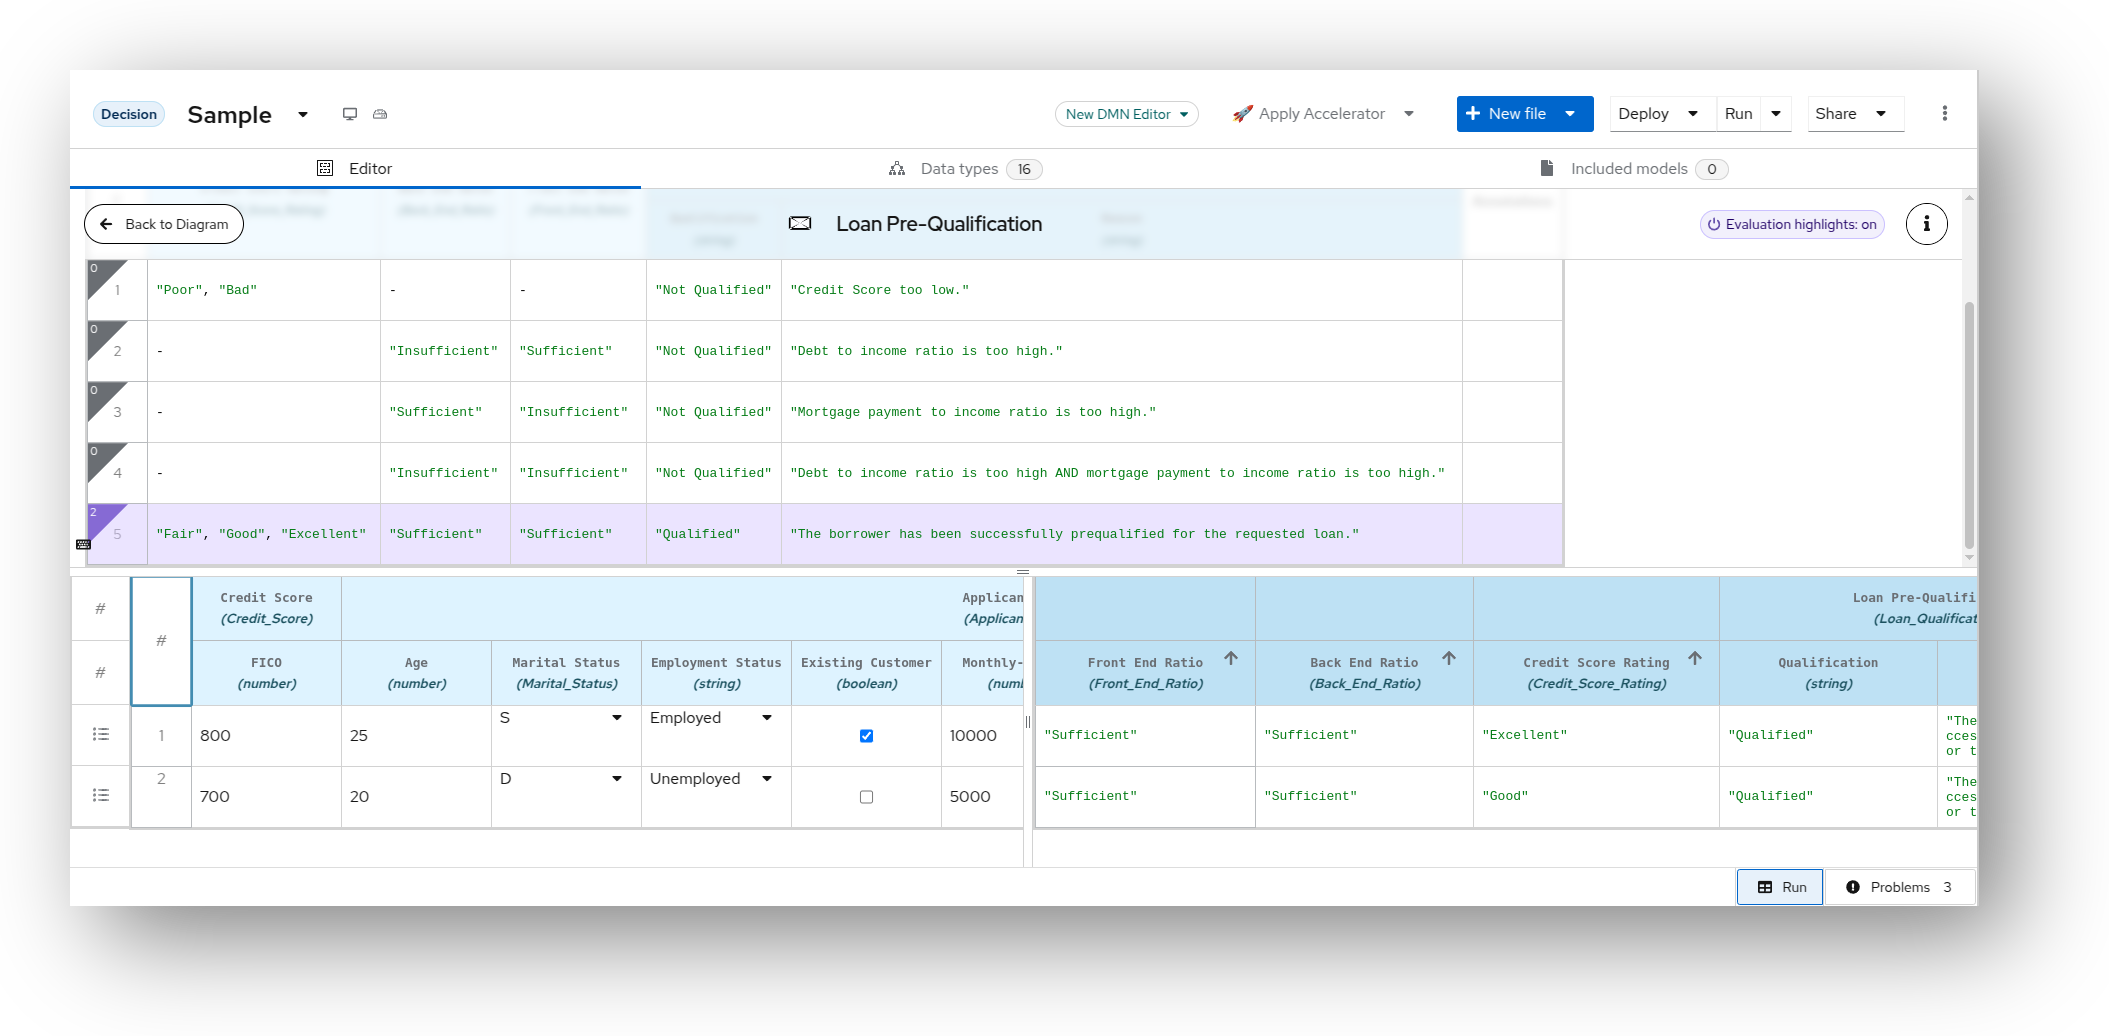 Decision Sample New DMN Editor Apply Accelerator New file Deploy Run Share
Editor Data types 16 Included models 0
Back to Diagram Loan Pre-Qualification Evaluation highlights: on
0 1 "Poor", "Bad" - - "Not Qualified" "Credit Score too low."
0 2 - "Insufficient" "Sufficient" "Not Qualified" "Debt to income ratio is too high."
0 3 - "Sufficient" "Insufficient" "Not Qualified" "Mortgage payment to income ratio is too high."
0 4 - "Insufficient" "Insufficient" "Not Qualified" "Debt to income ratio is too high AND mortgage payment to income ratio is too high."
2 5 "Fair", "Good", "Excellent" "Sufficient" "Sufficient" "Qualified" "The borrower has been successfully prequalified for the requested loan."
# # Credit Score Applican Loan Pre-Qualifi
(Credit_Score) (Applican (Loan_Qualificat
# FICO Age Marital Status Employment Status Existing Customer Monthly- Front End Ratio Back End Ratio Credit Score Rating Qualification
(number) (number) (Marital_Status) (string) (boolean) (numb (Front_End_Ratio) (Back_End_Ratio) (Credit_Score_Rating) (string)
1 800 25 S Employed 10000 "Sufficient" "Sufficient" "Excellent" "Qualified" "The
cces
or t
2 700 20 D Unemployed 5000 "Sufficient" "Sufficient" "Good" "Qualified" "The
cces
or t
Run Problems 3